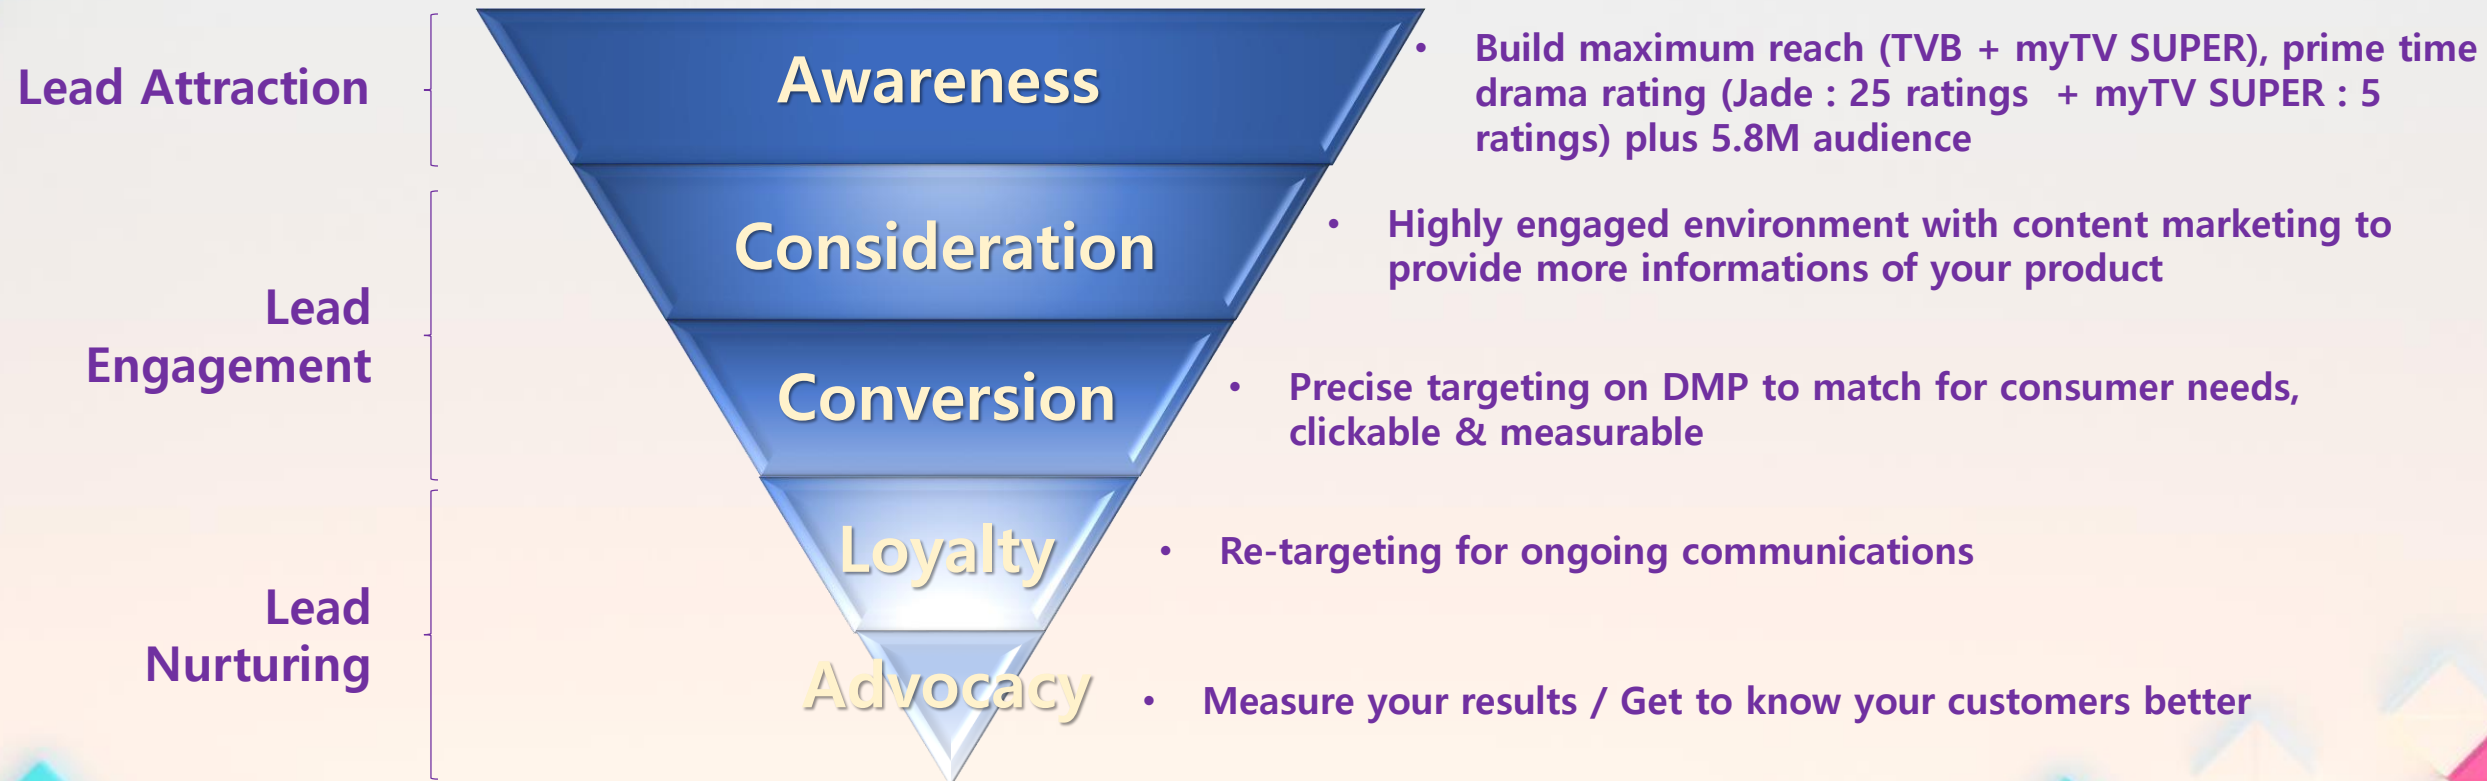 Lead Attraction
Awareness
• Build maximum reach (TVB + myTV SUPER), prime time
drama rating (Jade : 25 ratings + myTV SUPER : 5
ratings) plus 5.8M audience
Lead
Engagement
Consideration
• Highly engaged environment with content marketing to
provide more informations of your product
Conversion
• Precise targeting on DMP to match for consumer needs,
clickable & measurable
Lead
Nurturing
Loyalty
• Re-targeting for ongoing communications
Advocacy
• Measure your results / Get to know your customers better